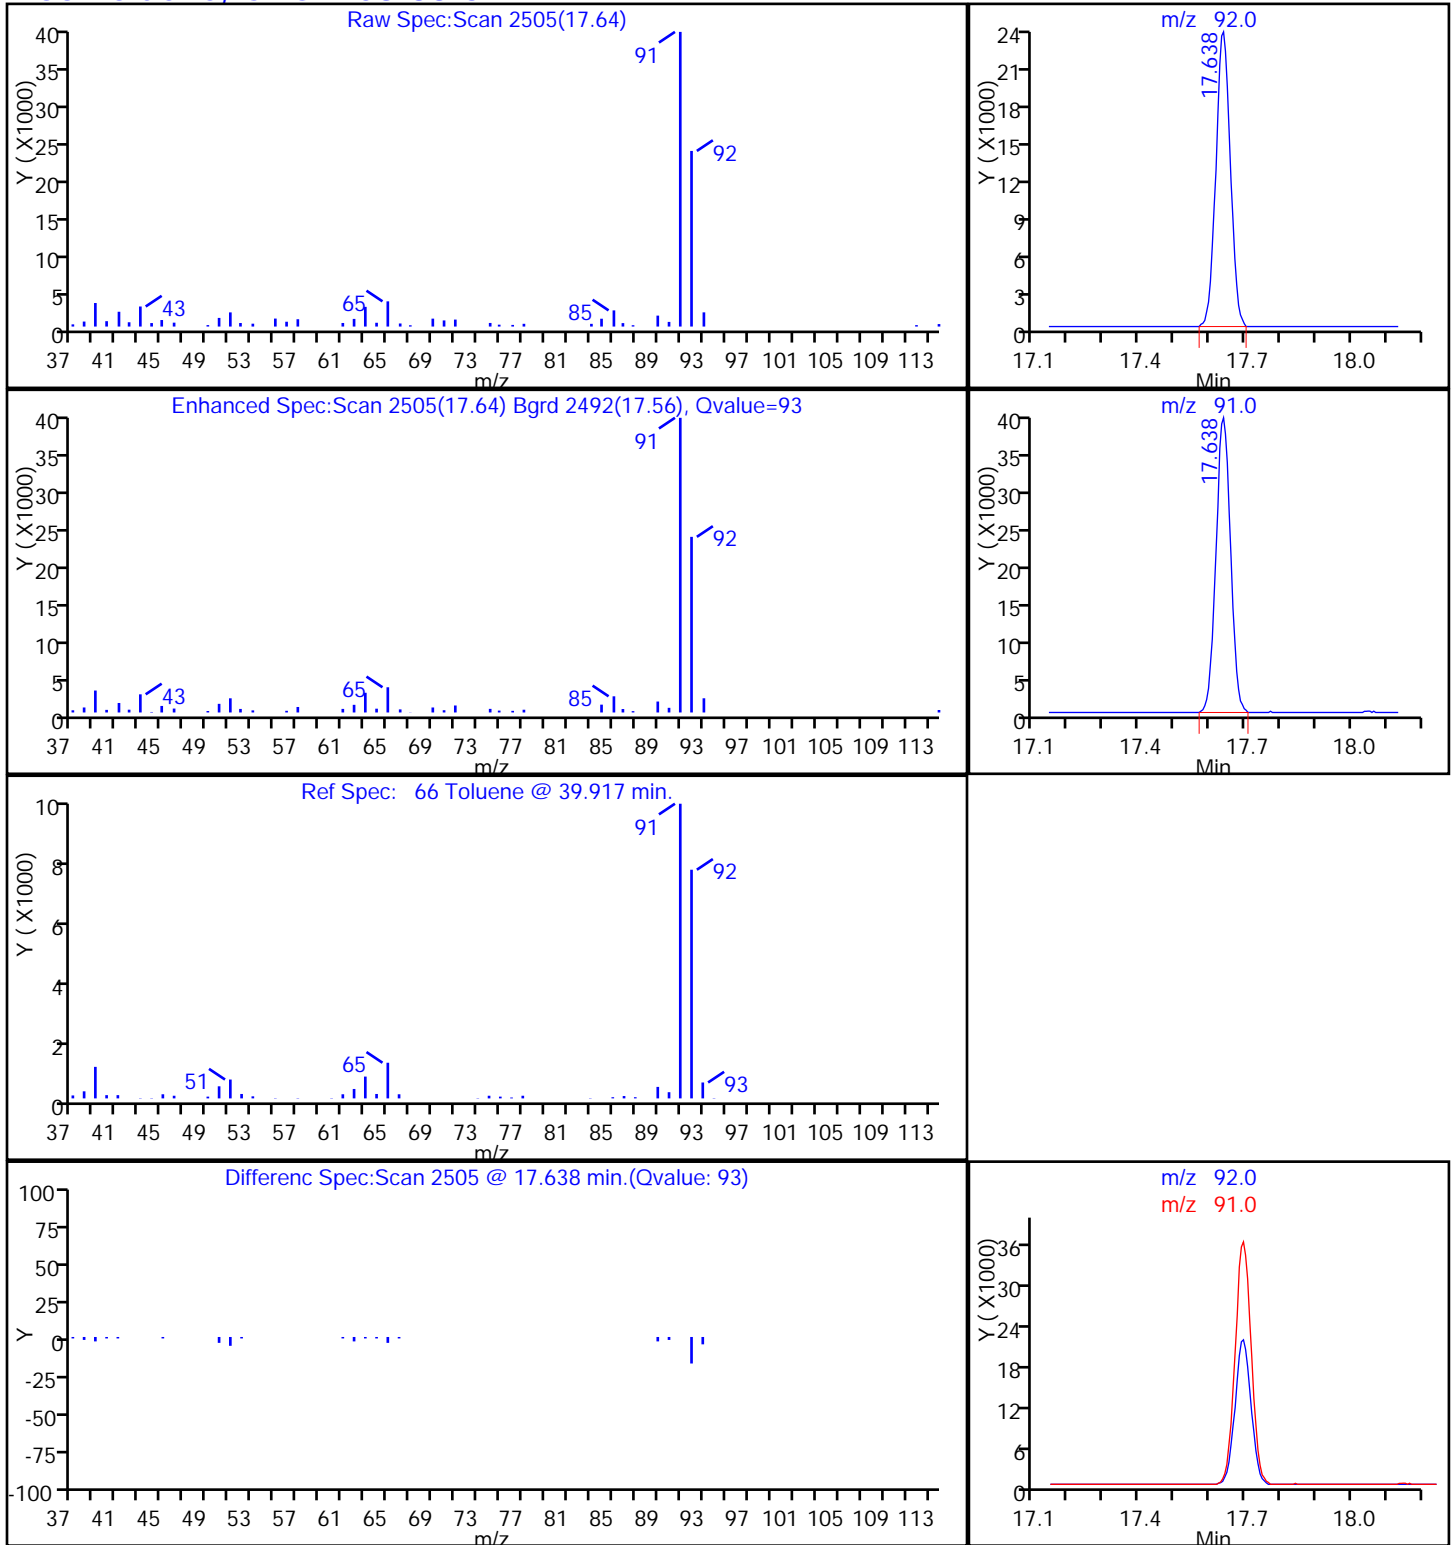 Raw Spec:Scan 2505(17.64)
40
35
30
25
20
15
10
5
0
Y ( X1000)
91
92
43
65
85
37 41 45 49 53 57 61 65 69 73 77 81 85 89 93 97 101 105 109 113
m/z
m/z 92.0
24
21
18
15
12
9
6
3
0
Y ( X1000)
17.638
17.1 17.4 17.7 18.0
Min
Enhanced Spec:Scan 2505(17.64) Bgrd 2492(17.56), Qvalue=93
40
35
30
25
20
15
10
5
0
Y ( X1000)
91
92
43
65
85
37 41 45 49 53 57 61 65 69 73 77 81 85 89 93 97 101 105 109 113
m/z
m/z 91.0
40
35
30
25
20
15
10
5
0
Y ( X1000)
17.638
17.1 17.4 17.7 18.0
Min
Ref Spec: 66 Toluene @ 39.917 min.
10
8
6
4
2
0
Y ( X1000)
91
92
51
65
93
37 41 45 49 53 57 61 65 69 73 77 81 85 89 93 97 101 105 109 113
m/z
Differenc Spec:Scan 2505 @ 17.638 min.(Qvalue: 93)
100
75
50
25
0
-25
-50
-75
-100
Y
37 41 45 49 53 57 61 65 69 73 77 81 85 89 93 97 101 105 109 113
m/z
m/z 92.0
m/z 91.0
36
30
24
18
12
6
0
Y ( X1000)
17.1 17.4 17.7 18.0
Min